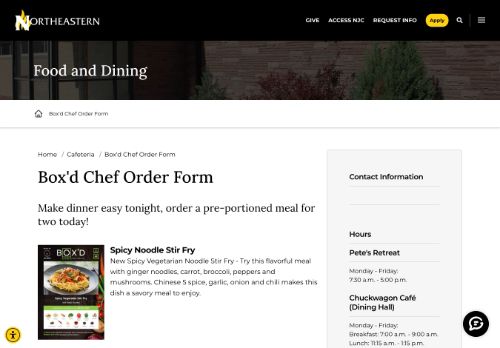 NORTHEASTERN
GIVE ACCESS NJC REQUEST INFO Apply
Food and Dining
Box'd Chef Order Form
Home / Cafeteria / Box'd Chef Order Form
Box'd Chef Order Form
Make dinner easy tonight, order a pre-portioned meal for
two today!
BOX'D
Spicy Noodle Stir Fry
New Spicy Vegetarian Noodle Stir Fry - Try this flavorful meal
with ginger noodles, carrot, broccoli, peppers and
mushrooms. Chinese 5 spice, garlic, onion and chili makes this
dish a savory meal to enjoy.
Contact Information
Hours
Pete's Retreat
Monday - Friday:
7:30 a.m. - 5:00 p.m.
Chuckwagon Café
(Dining Hall)
Monday - Friday:
Breakfast: 7:00 a.m. - 9:00 a.m.
Lunch: 11:15 a.m. - 1:15 p.m.